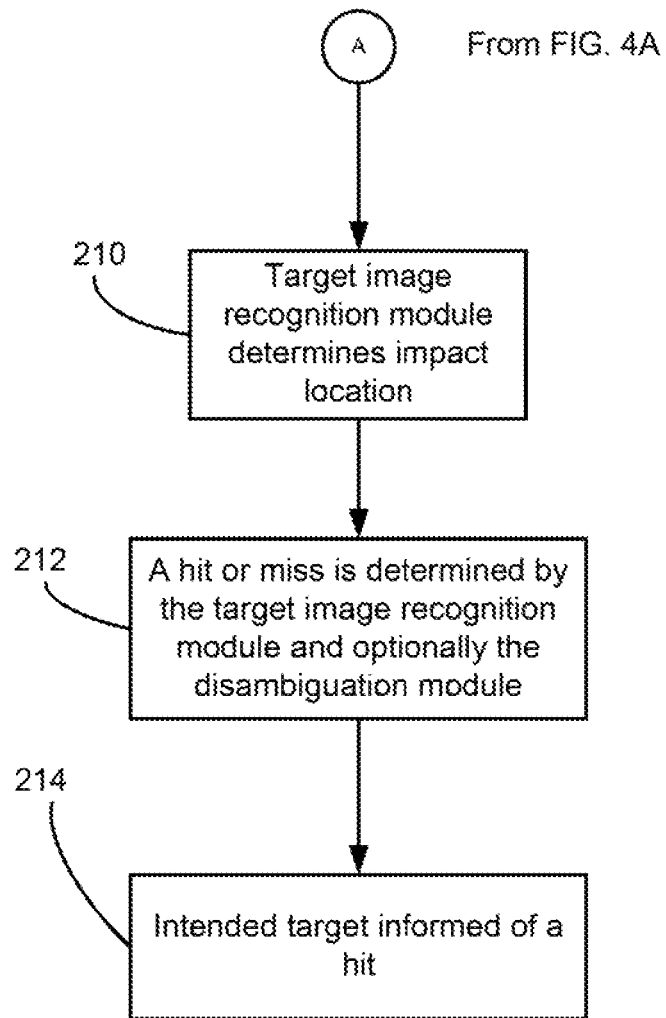 A From FIG. 4A
210
Target image
recognition module
determines impact
location
212
A hit or miss is determined by
the target image recognition
module and optionally the
disambiguation module
214
Intended target informed of a
hit